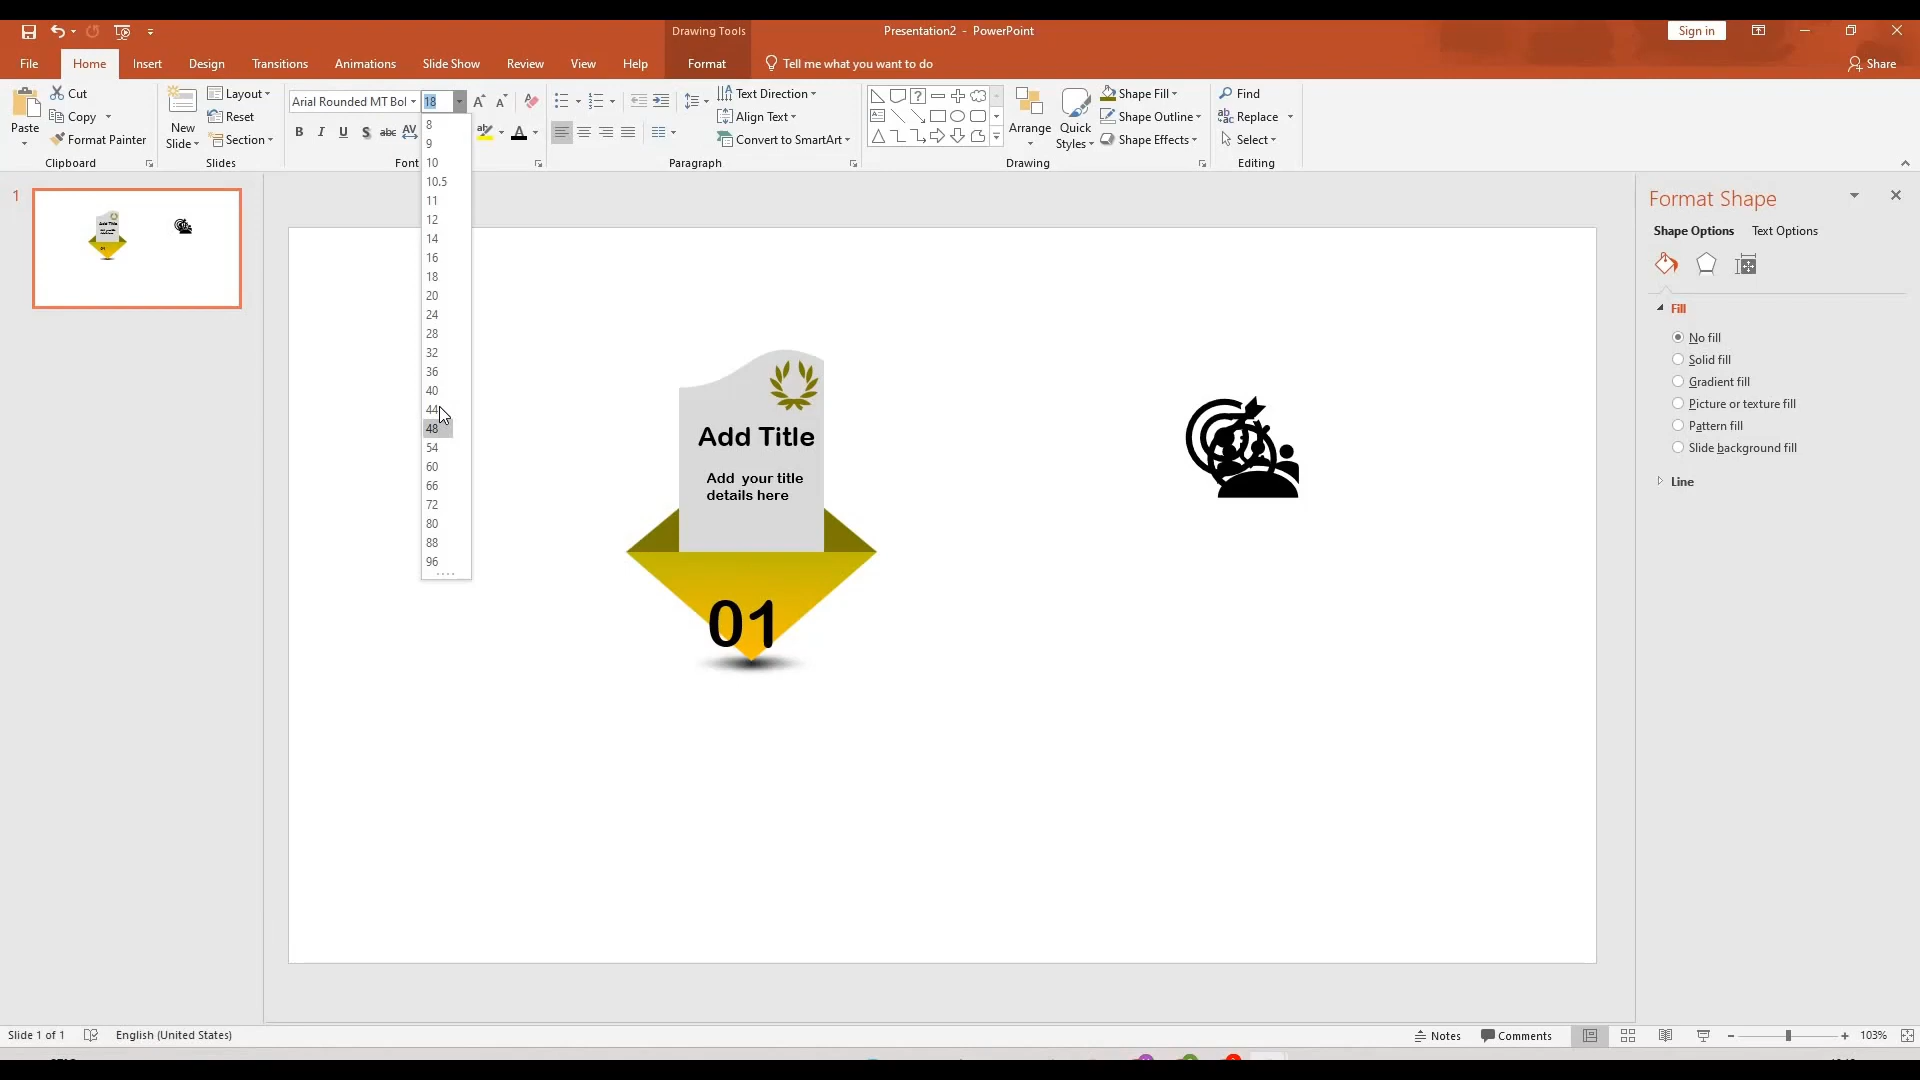 Drawing Tools
Presentation2 - PowerPoint
Sign in
File
Home
Insert
Design
Transitions
Animations
Slide Show
Review
View
Help
Format
Tell me what you want to do
Share
Paste
Cut
Copy
Format Painter
Clipboard
New
Slide
Layout
Reset
Section
Slides
Arial Rounded MT Bol
18
B I U S abc AV
Font
Text Direction
Align Text
Convert to SmartArt
Paragraph
Arrange
Quick
Styles
Shape Fill
Shape Outline
Shape Effects
Drawing
Find
Replace
Select
Editing
8
9
10
10.5
11
12
14
16
18
20
24
28
32
36
40
44
48
54
60
66
72
80
88
96
1
Add Title
Add your title
details here
01
Format Shape
Shape Options
Text Options
Fill
No fill
Solid fill
Gradient fill
Picture or texture fill
Pattern fill
Slide background fill
Line
Slide 1 of 1
English (United States)
Notes
Comments
103%